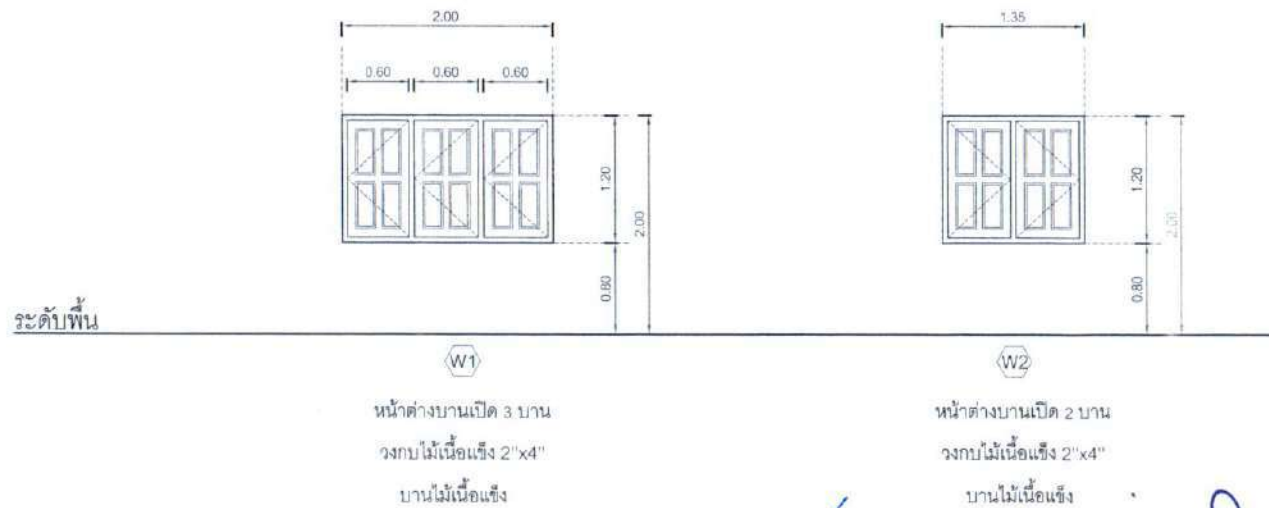 2.00
1.35
0.60 0.60 0.60
1.20
2.00
0.80
1.20
2.00
0.80
ระดับพื้น
W1
W2
หน้าต่างบานเปิด 3 บาน
วงกบไม้เนื้อแข็ง 2"x4"
บานไม้เนื้อแข็ง
หน้าต่างบานเปิด 2 บาน
วงกบไม้เนื้อแข็ง 2"x4"
บานไม้เนื้อแข็ง